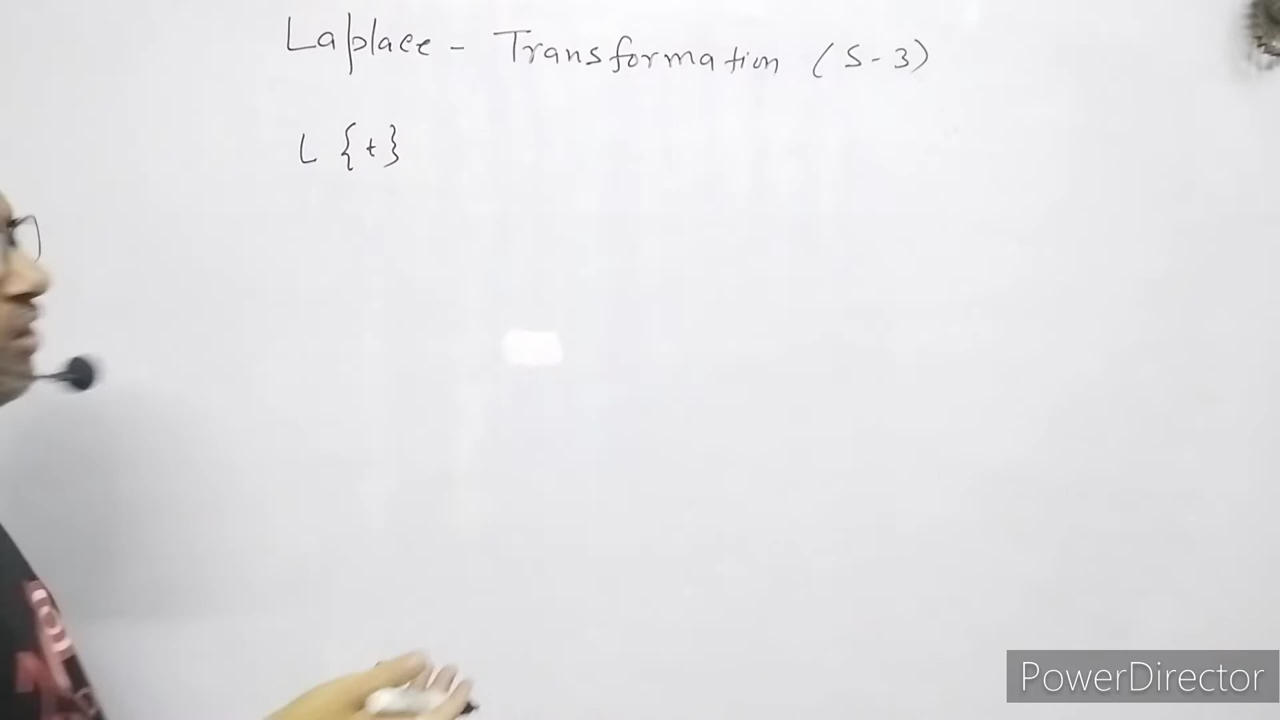 Laplace - Transformation (S-3)
L {t}
PowerDirector